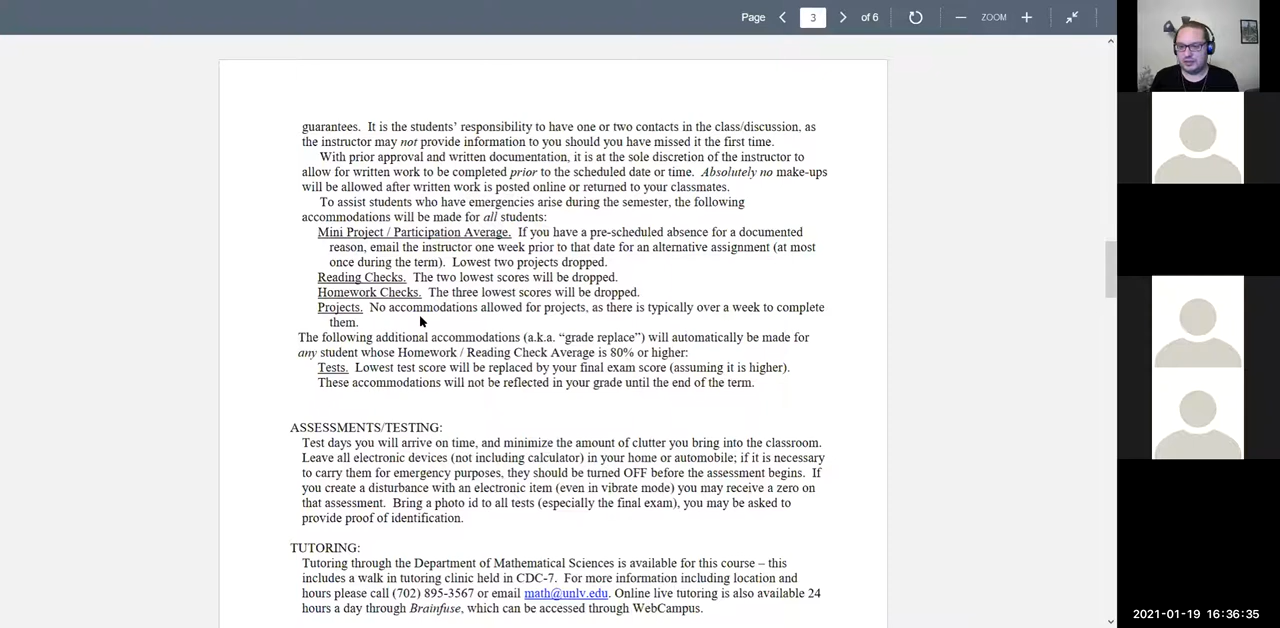 Page 3 of 6 ZOOM
guarantees. It is the students' responsibility to have one or two contacts in the class/discussion, as
the instructor may not provide information to you should you have missed it the first time.
With prior approval and written documentation, it is at the sole discretion of the instructor to
allow for written work to be completed prior to the scheduled date or time. Absolutely no make-ups
will be allowed after written work is posted online or returned to your classmates.
To assist students who have emergencies arise during the semester, the following
accommodations will be made for all students:
Mini Project / Participation Average. If you have a pre-scheduled absence for a documented
reason, email the instructor one week prior to that date for an alternative assignment (at most
once during the term). Lowest two projects dropped.
Reading Checks. The two lowest scores will be dropped.
Homework Checks. The three lowest scores will be dropped.
Projects. No accommodations allowed for projects, as there is typically over a week to complete
them.
The following additional accommodations (a.k.a. "grade replace") will automatically be made for
any student whose Homework / Reading Check Average is 80% or higher:
Tests. Lowest test score will be replaced by your final exam score (assuming it is higher).
These accommodations will not be reflected in your grade until the end of the term.
ASSESSMENTS/TESTING:
Test days you will arrive on time, and minimize the amount of clutter you bring into the classroom.
Leave all electronic devices (not including calculator) in your home or automobile; if it is necessary
to carry them for emergency purposes, they should be turned OFF before the assessment begins. If
you create a disturbance with an electronic item (even in vibrate mode) you may receive a zero on
that assessment. Bring a photo id to all tests (especially the final exam), you may be asked to
provide proof of identification.
TUTORING:
Tutoring through the Department of Mathematical Sciences is available for this course – this
includes a walk in tutoring clinic held in CDC-7. For more information including location and
hours please call (702) 895-3567 or email math@unlv.edu. Online live tutoring is also available 24
hours a day through Brainfuse, which can be accessed through WebCampus.
2021-01-19 16:36:35